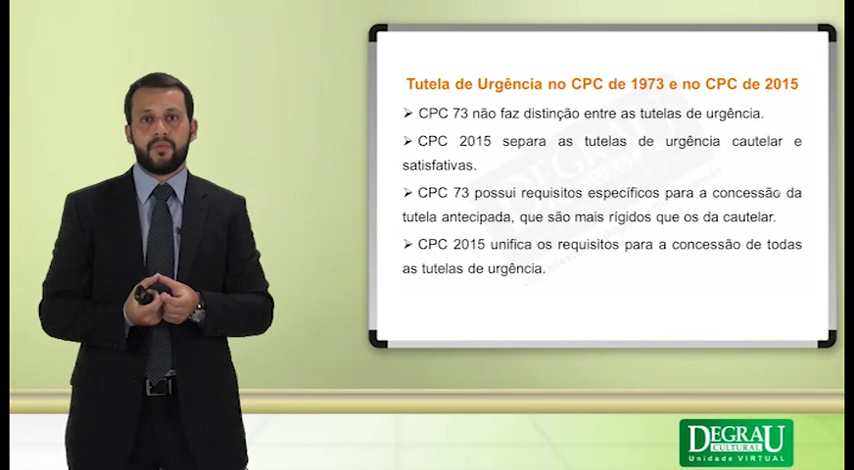 Tutela de Urgência no CPC de 1973 e no CPC de 2015
➢ CPC 73 não faz distinção entre as tutelas de urgência.
➢ CPC 2015 separa as tutelas de urgência cautelar e
satisfativas.
➢ CPC 73 possui requisitos específicos para a concessão da
tutela antecipada, que são mais rígidos que os da cautelar.
➢ CPC 2015 unifica os requisitos para a concessão de todas
as tutelas de urgência.
DEGRAU
CULTURAL
Unidade VIRTUAL